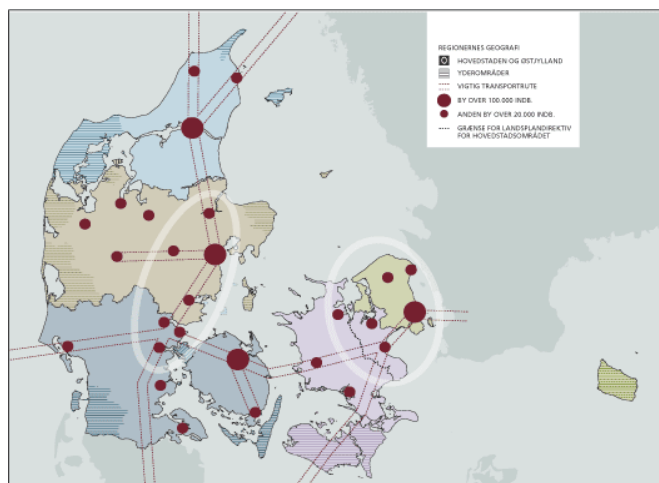 REGIONERNES GEOGRAFI
HOVEDSTADEN OG ØSTJYLLAND
YDEROMRÅDER
VIGTIG TRANSPORTRUTE
BY OVER 100.000 INDB.
ANDEN BY OVER 20.000 INDB.
GRÆNSE FOR LANDSPLANDIREKTIV
FOR HOVEDSTADSOMRÅDET